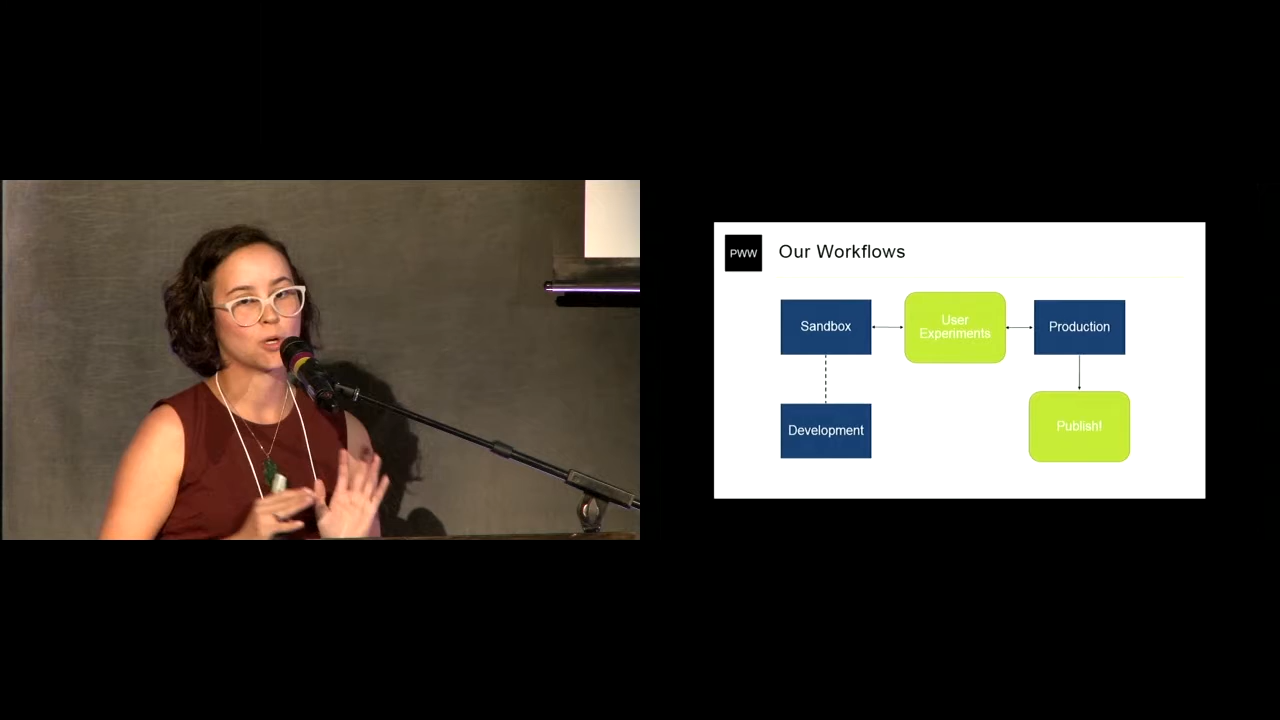 PWW
Our Workflows
Sandbox
User
Experiments
Production
Development
Publish!